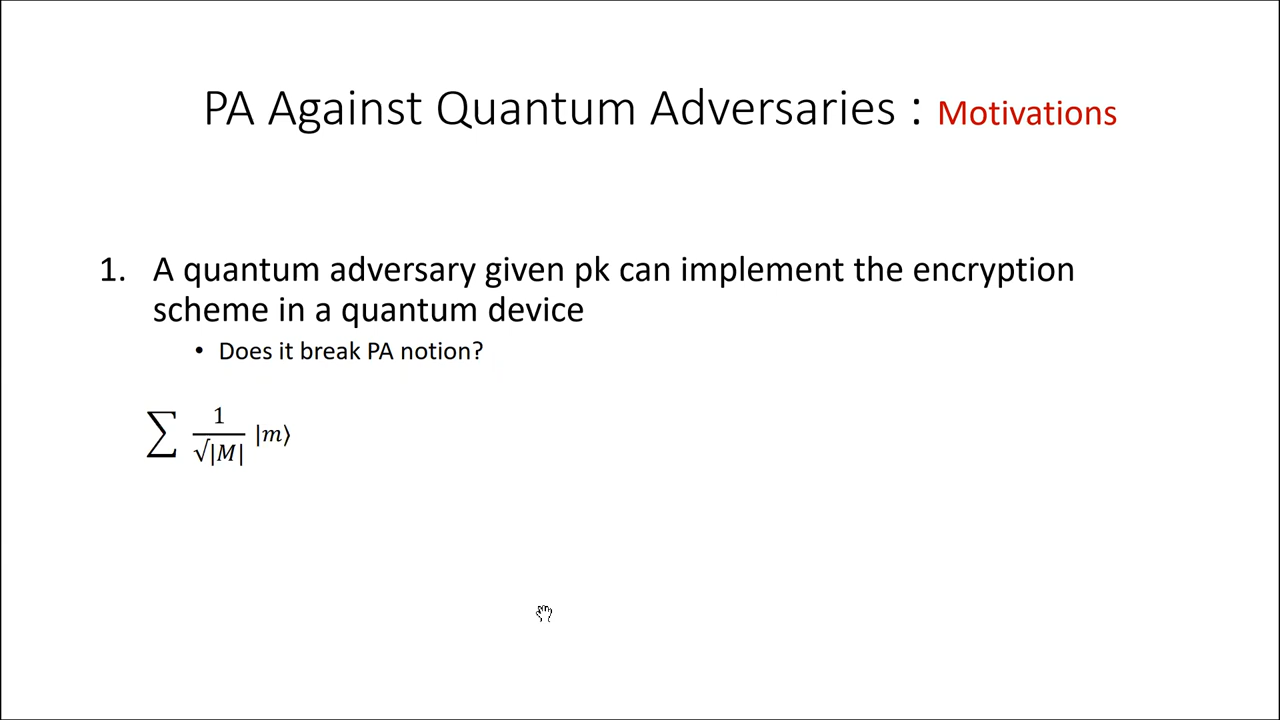 PA Against Quantum Adversaries : Motivations
1. A quantum adversary given pk can implement the encryption
scheme in a quantum device
• Does it break PA notion?
∑ 1/√|M| |m⟩